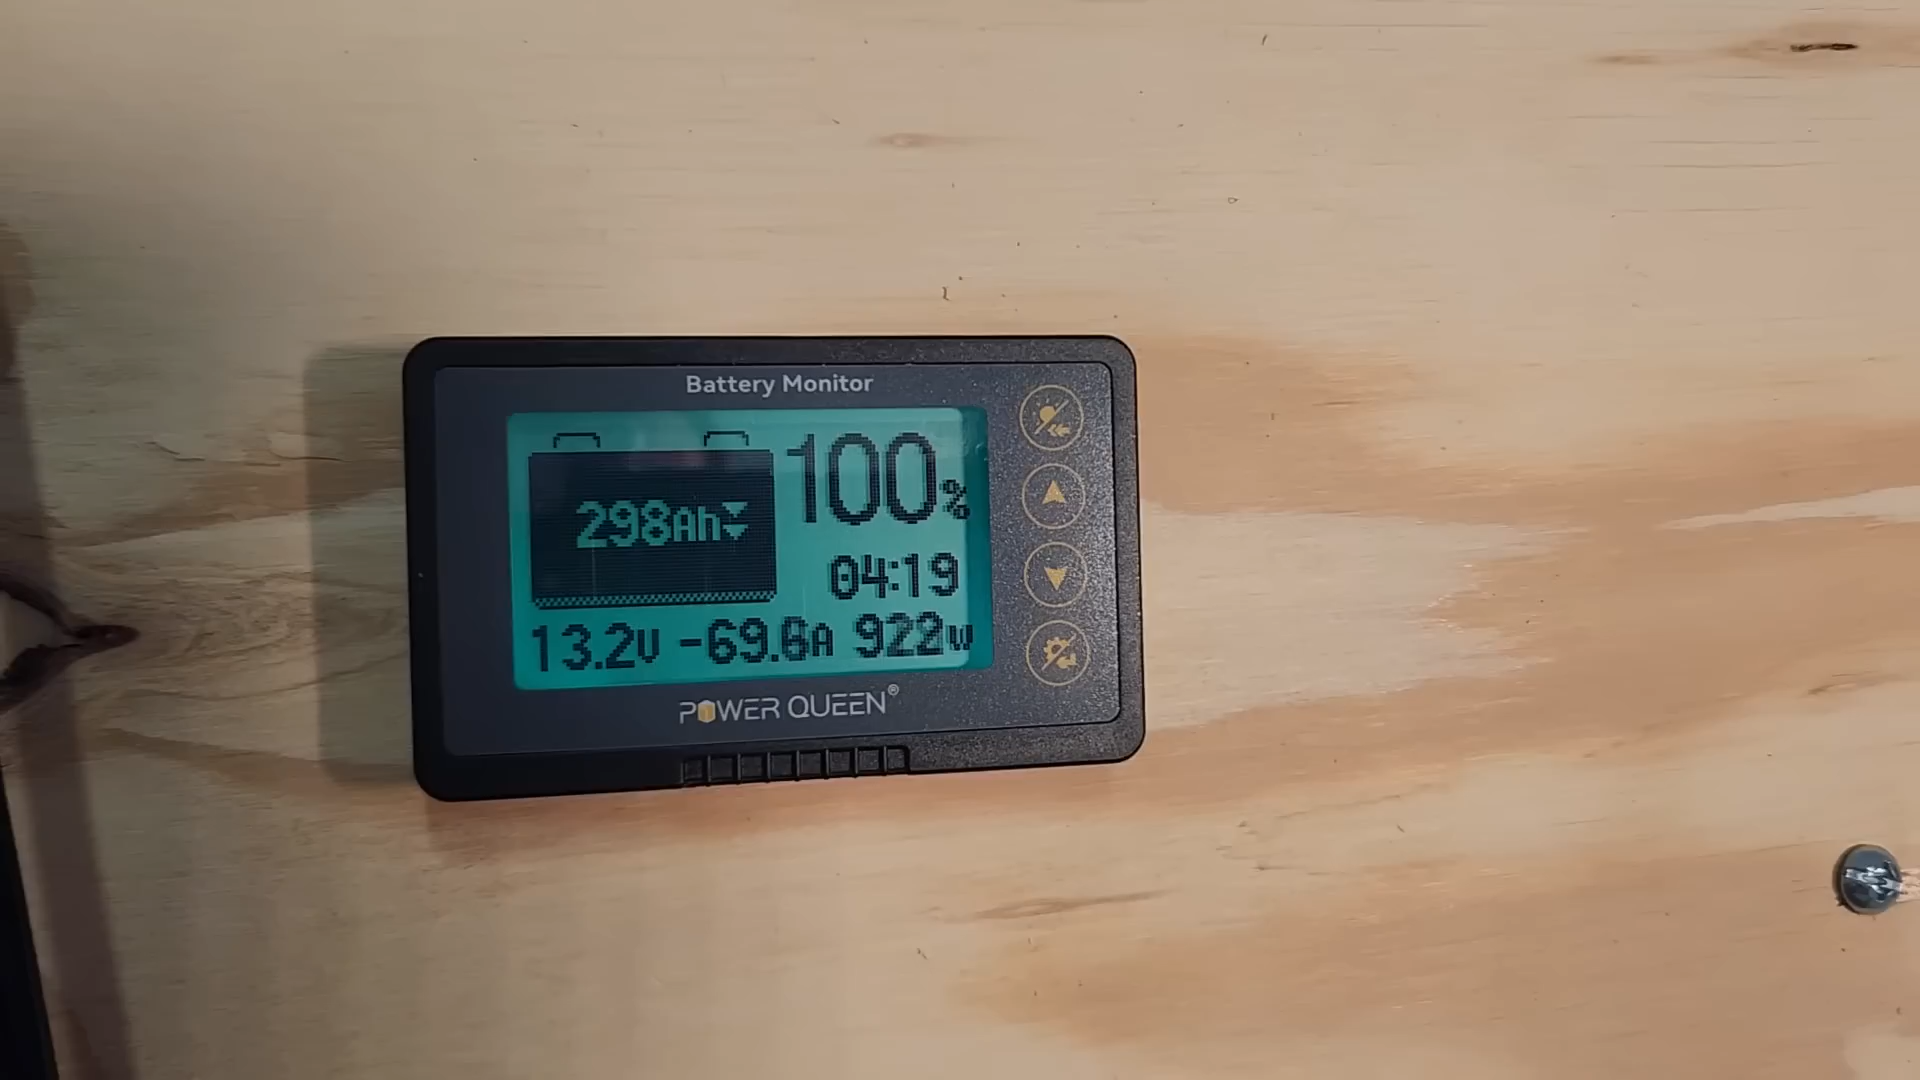 Battery Monitor
298Ah
100%
04:19
13.2V -69.6A 922W
POWER QUEEN®